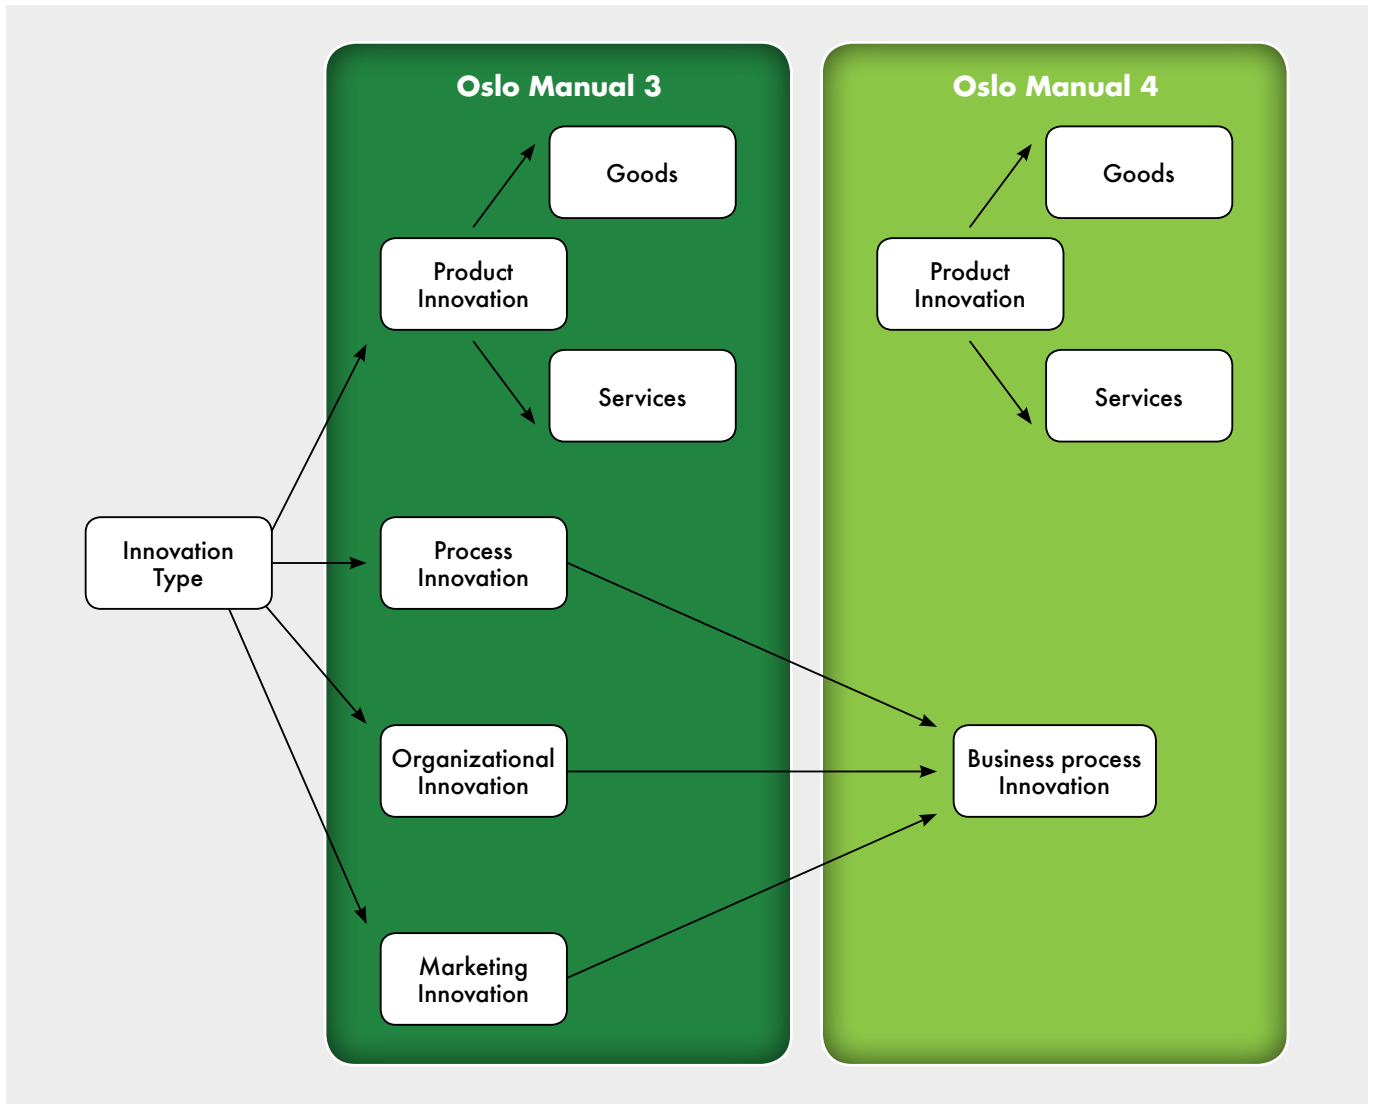 Oslo Manual 3
Goods
Product
Innovation
Services
Innovation
Type
Process
Innovation
Organizational
Innovation
Marketing
Innovation
Oslo Manual 4
Goods
Product
Innovation
Services
Business process
Innovation